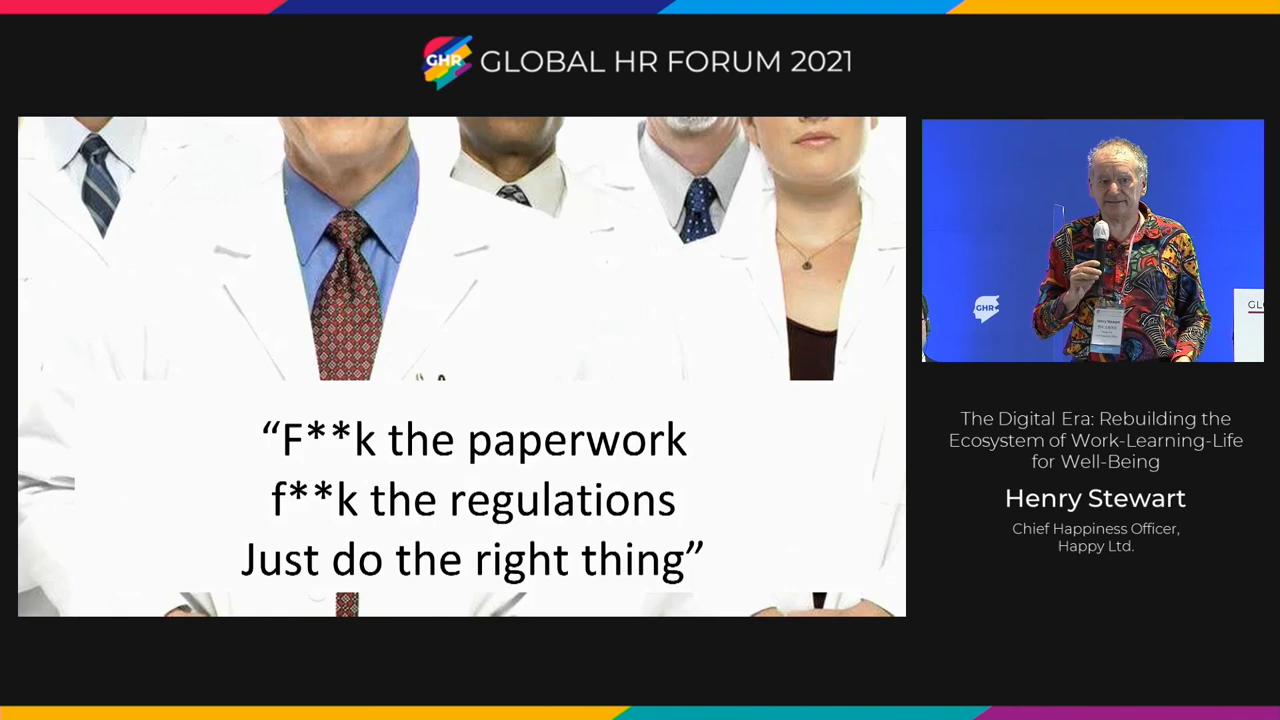 GHR
GLOBAL HR FORUM 2021
“F**k the paperwork
f**k the regulations
Just do the right thing”
GHR
GLO
The Digital Era: Rebuilding the
Ecosystem of Work-Learning-Life
for Well-Being
Henry Stewart
Chief Happiness Officer,
Happy Ltd.